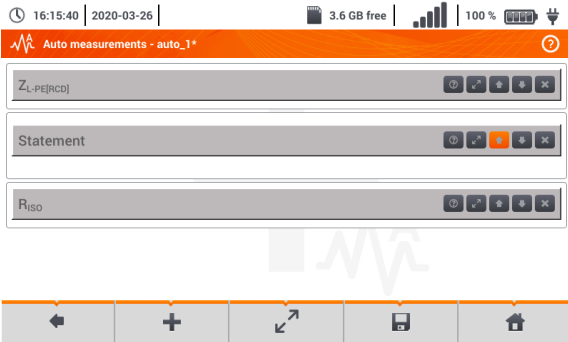 16:15:40 2020-03-26 3.6 GB free 100 %
Auto measurements - auto_1*
ZL-PE[RCD]
Statement
RISO